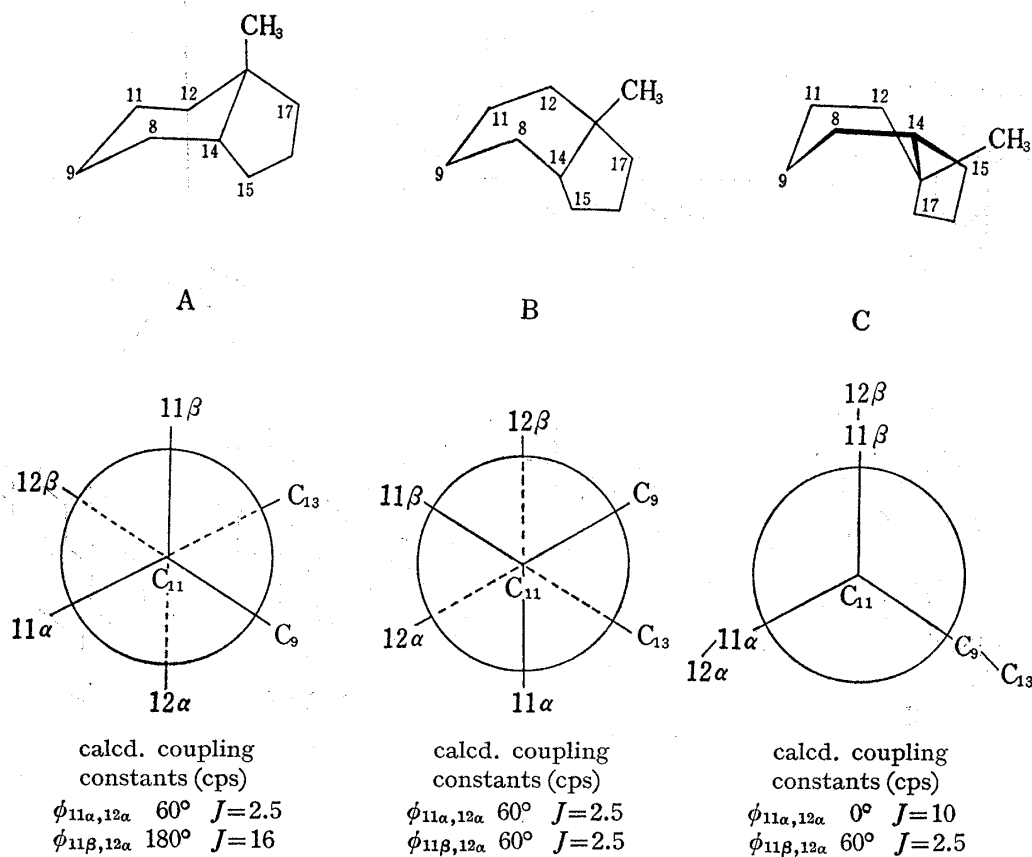 CH₃
11
12
17
8
14
9
15
A
CH₃
12
11
8
17
14
9
15
B
11
12
8
14
CH₃
15
9
17
C
11β
12β
C₁₃
C₁₁
11α
C₉
12α
12β
11β
C₉
C₁₁
12α
C₁₃
11α
12β
11β
C₁₁
11α
C₉
12α
C₁₃
calcd. coupling
constants (cps)
ϕ₁₁α,₁₂α 60° J=2.5
ϕ₁₁β,₁₂α 180° J=16
calcd. coupling
constants (cps)
ϕ₁₁α,₁₂α 60° J=2.5
ϕ₁₁β,₁₂α 60° J=2.5
calcd. coupling
constants (cps)
ϕ₁₁α,₁₂α 0° J=10
ϕ₁₁β,₁₂α 60° J=2.5